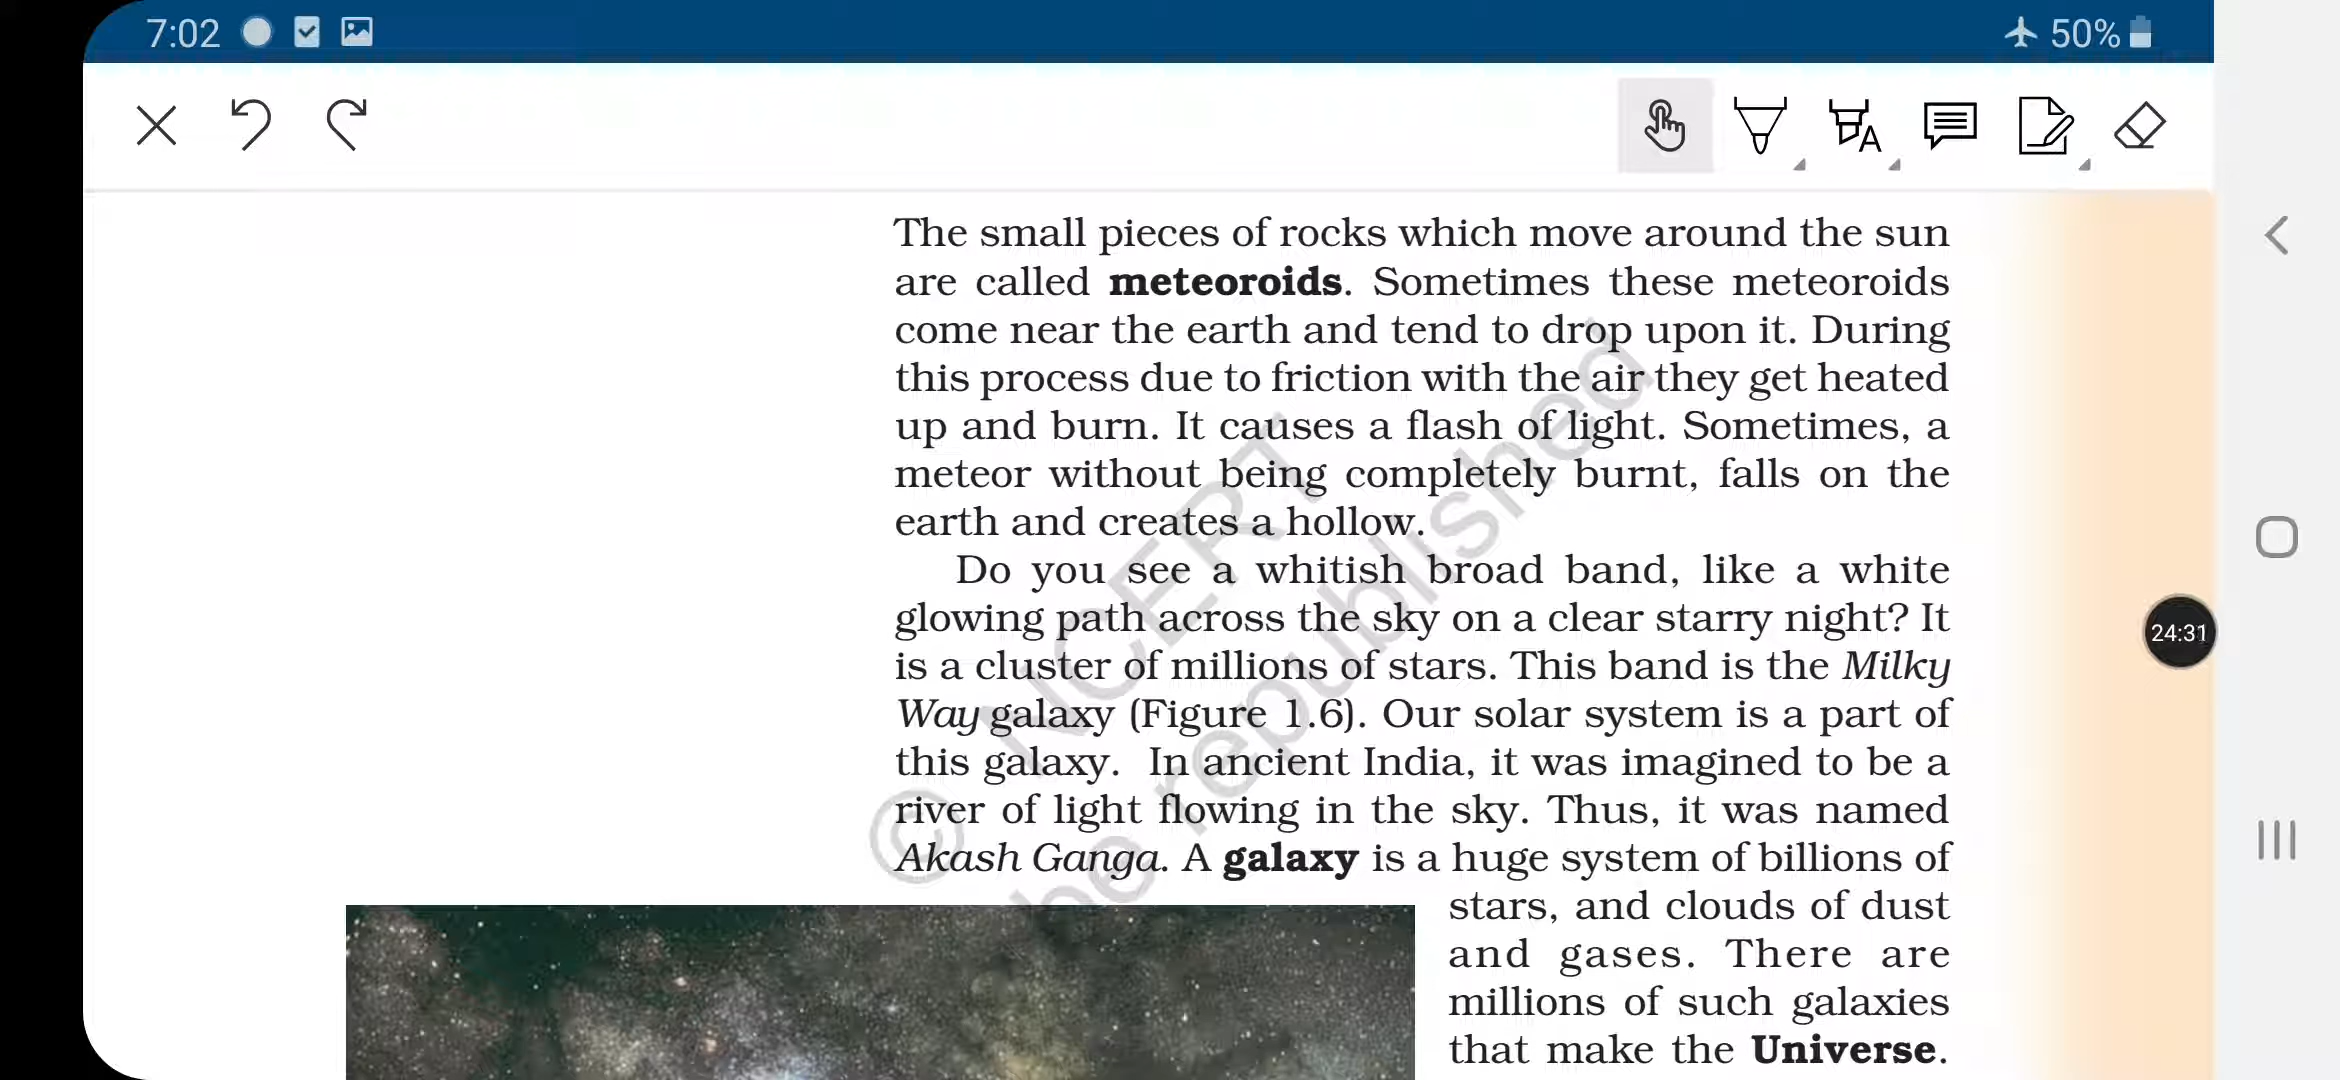 7:02
50%
The small pieces of rocks which move around the sun
are called meteoroids. Sometimes these meteoroids
come near the earth and tend to drop upon it. During
this process due to friction with the air they get heated
up and burn. It causes a flash of light. Sometimes, a
meteor without being completely burnt, falls on the
earth and creates a hollow.
Do you see a whitish broad band, like a white
glowing path across the sky on a clear starry night? It
is a cluster of millions of stars. This band is the Milky
Way galaxy (Figure 1.6). Our solar system is a part of
this galaxy. In ancient India, it was imagined to be a
river of light flowing in the sky. Thus, it was named
Akash Ganga. A galaxy is a huge system of billions of
stars, and clouds of dust
and gases. There are
millions of such galaxies
that make the Universe.
24:31
© NCERT
be republished